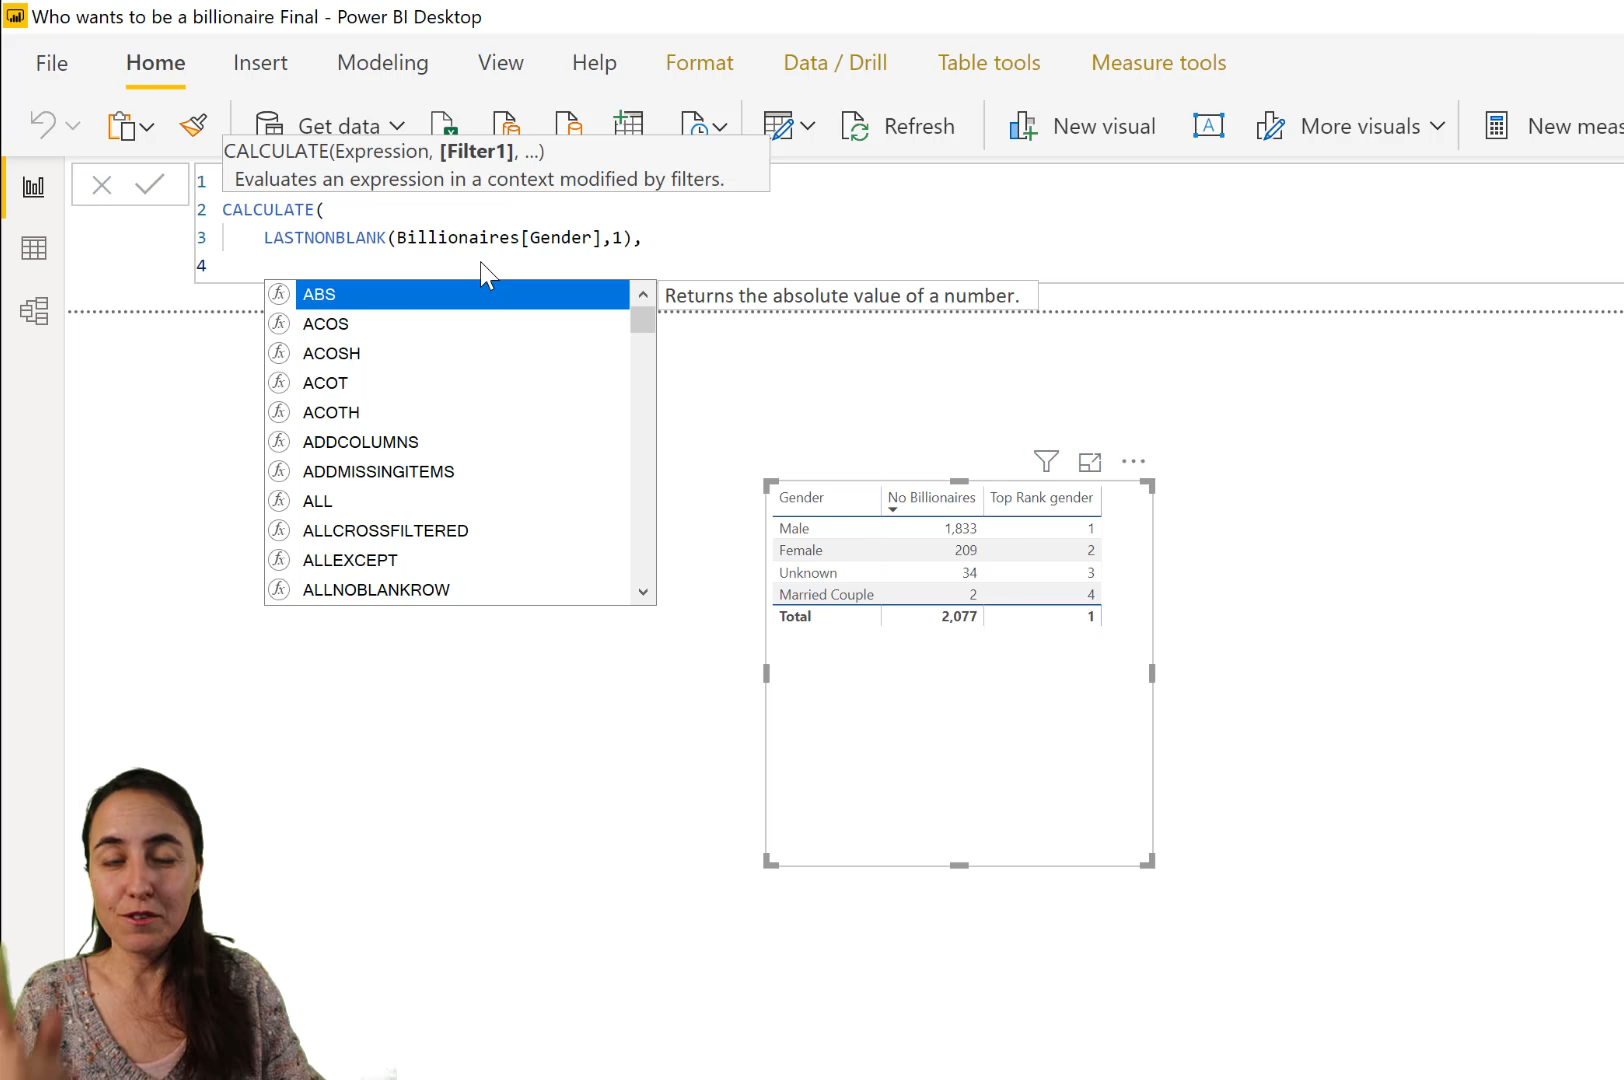 Who wants to be a billionaire Final - Power BI Desktop
File Home Insert Modeling View Help Format Data / Drill Table tools Measure tools
Get data Refresh New visual A More visuals New meas
CALCULATE(Expression, [Filter1], ...)
Evaluates an expression in a context modified by filters.
1
2 CALCULATE(
3 LASTNONBLANK(Billionaires[Gender],1),
4
ABS
Returns the absolute value of a number.
ACOS
ACOSH
ACOT
ACOTH
ADDCOLUMNS
ADDMISSINGITEMS
ALL
ALLCROSSFILTERED
ALLEXCEPT
ALLNOBLANKROW
Gender No Billionaires Top Rank gender
Male 1,833 1
Female 209 2
Unknown 34 3
Married Couple 2 4
Total 2,077 1